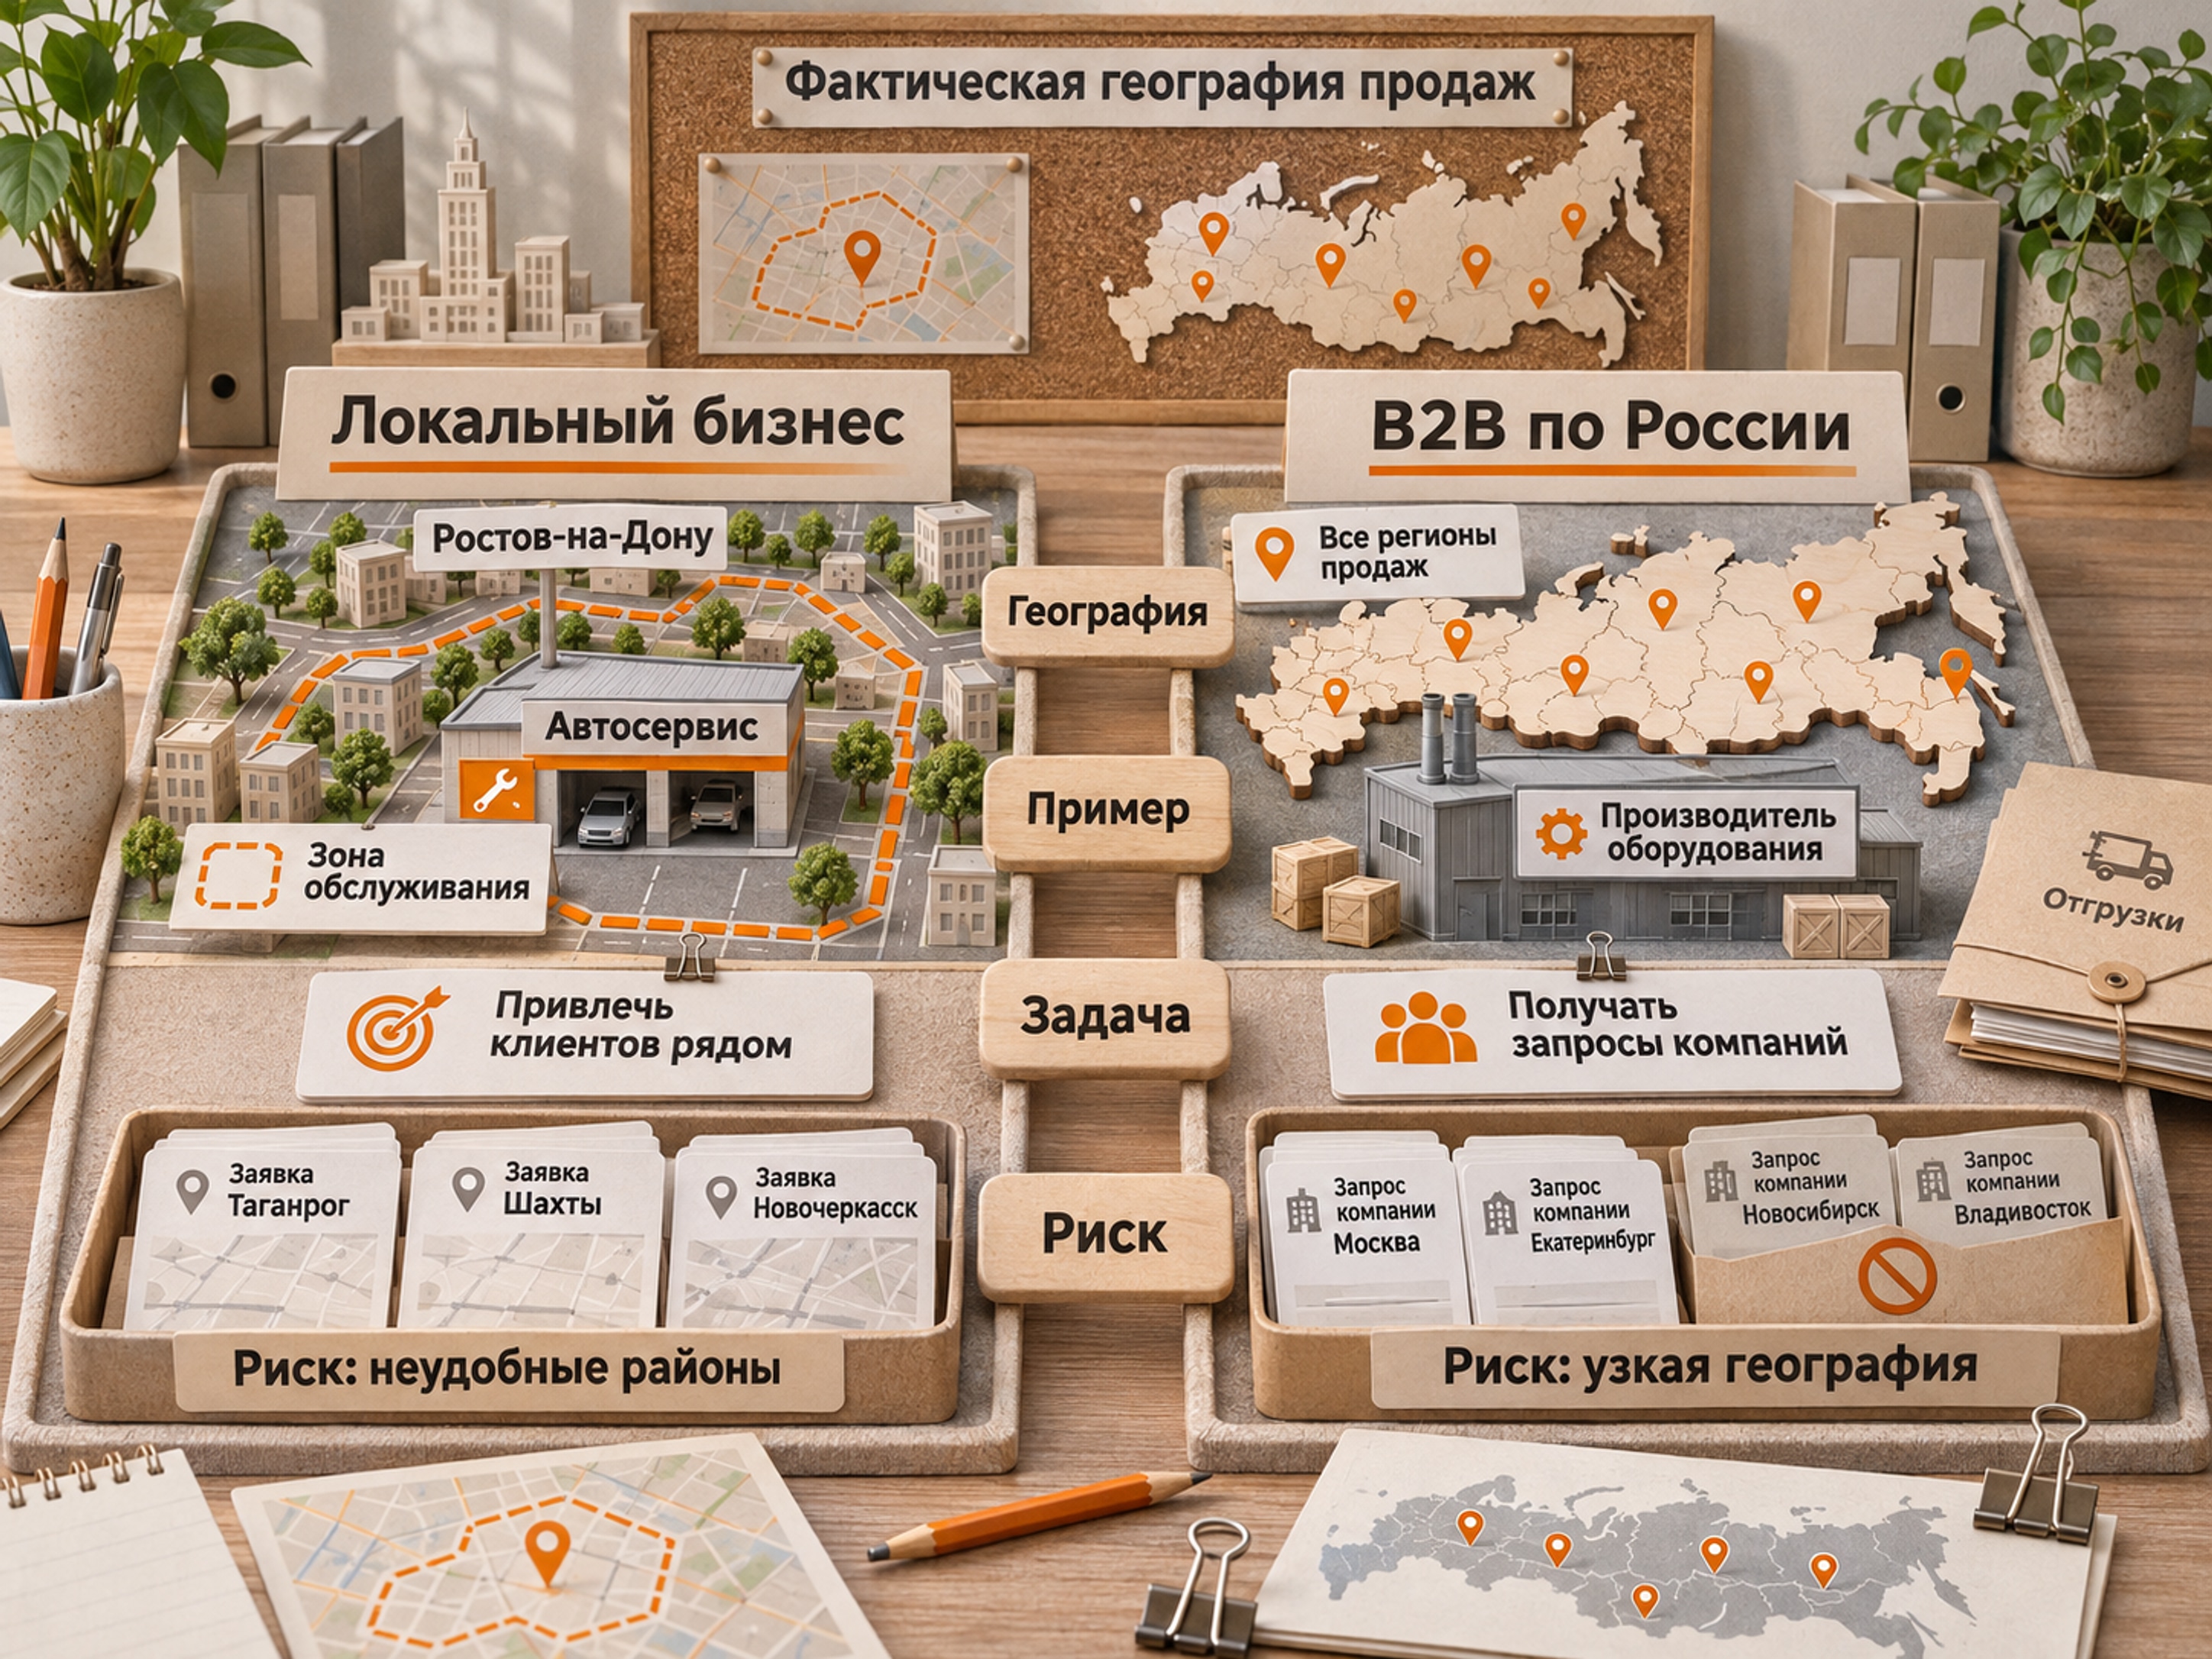 Фактическая география продаж
Локальный бизнес
B2B по России
Ростов-на-Дону
Автосервис
Зона
обслуживания
География
Пример
Задача
Риск
Все регионы
продаж
Производитель
оборудования
Отгрузки
Привлечь
клиентов рядом
Получать
запросы компаний
Заявка
Таганрог
Заявка
Шахты
Заявка
Новочеркасск
Риск: неудобные районы
Запрос
компании
Москва
Запрос
компании
Екатеринбург
Запрос
компании
Новосибирск
Запрос
компании
Владивосток
Риск: узкая география